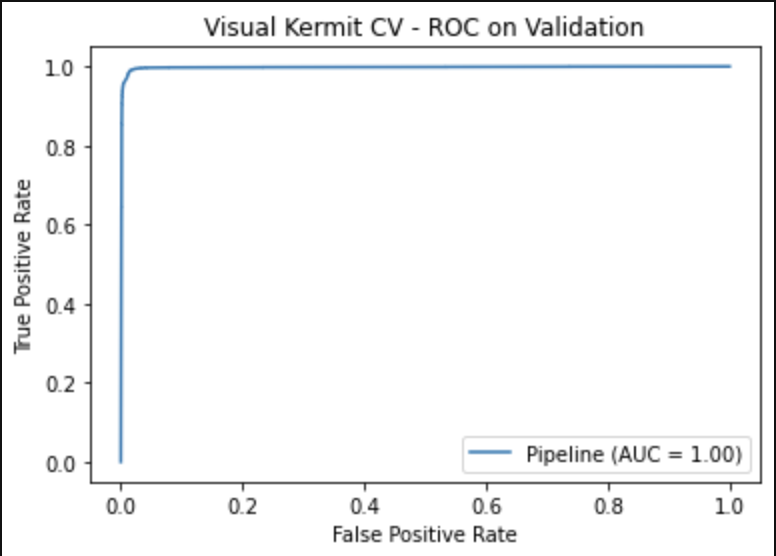 Visual Kermit CV - ROC on Validation
1.0
0.8
0.6
0.4
0.2
0.0
True Positive Rate
Pipeline (AUC = 1.00)
0.0 0.2 0.4 0.6 0.8 1.0
False Positive Rate